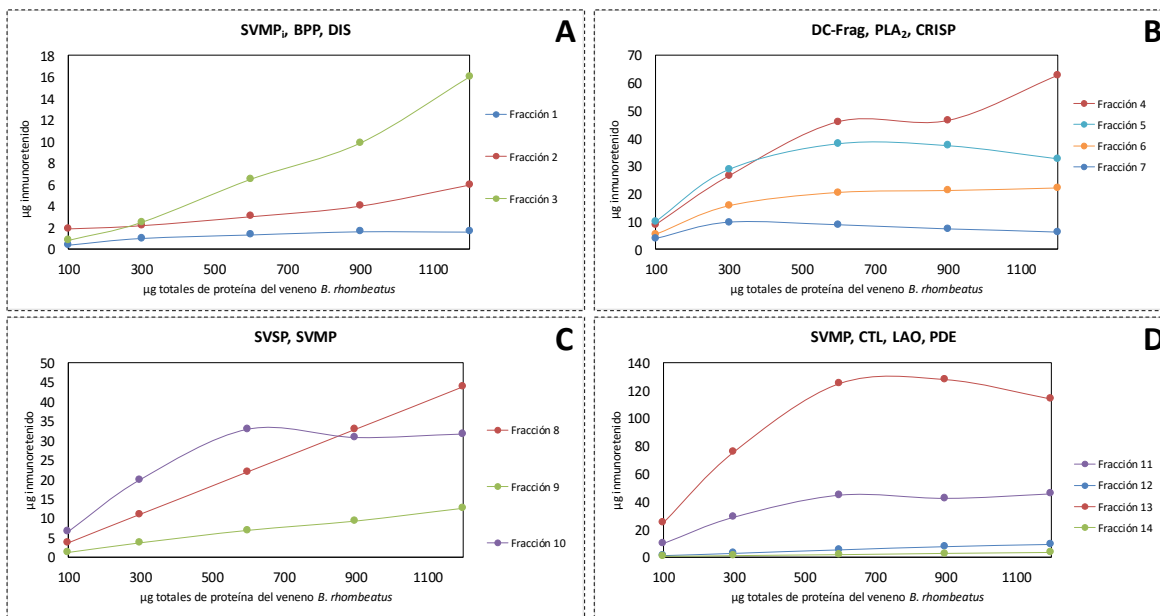 SVMPi, BPP, DIS
A
18
16
14
12
10
8
6
4
2
0
µg inmunoretenido
100 300 500 700 900 1100
µg totales de proteína del veneno B. rhombeatus
Fracción 1
Fracción 2
Fracción 3
DC-Frag, PLA2, CRISP
B
70
60
50
40
30
20
10
0
µg inmunoretenido
100 300 500 700 900 1100
µg totales de proteína del veneno B. rhombeatus
Fracción 4
Fracción 5
Fracción 6
Fracción 7
SVSP, SVMP
C
50
45
40
35
30
25
20
15
10
5
0
µg inmunoretenido
100 300 500 700 900 1100
µg totales de proteína del veneno B. rhombeatus
Fracción 8
Fracción 9
Fracción 10
SVMP, CTL, LAO, PDE
D
140
120
100
80
60
40
20
0
µg inmunoretenido
100 300 500 700 900 1100
µg totales de proteína del veneno B. rhombeatus
Fracción 11
Fracción 12
Fracción 13
Fracción 14